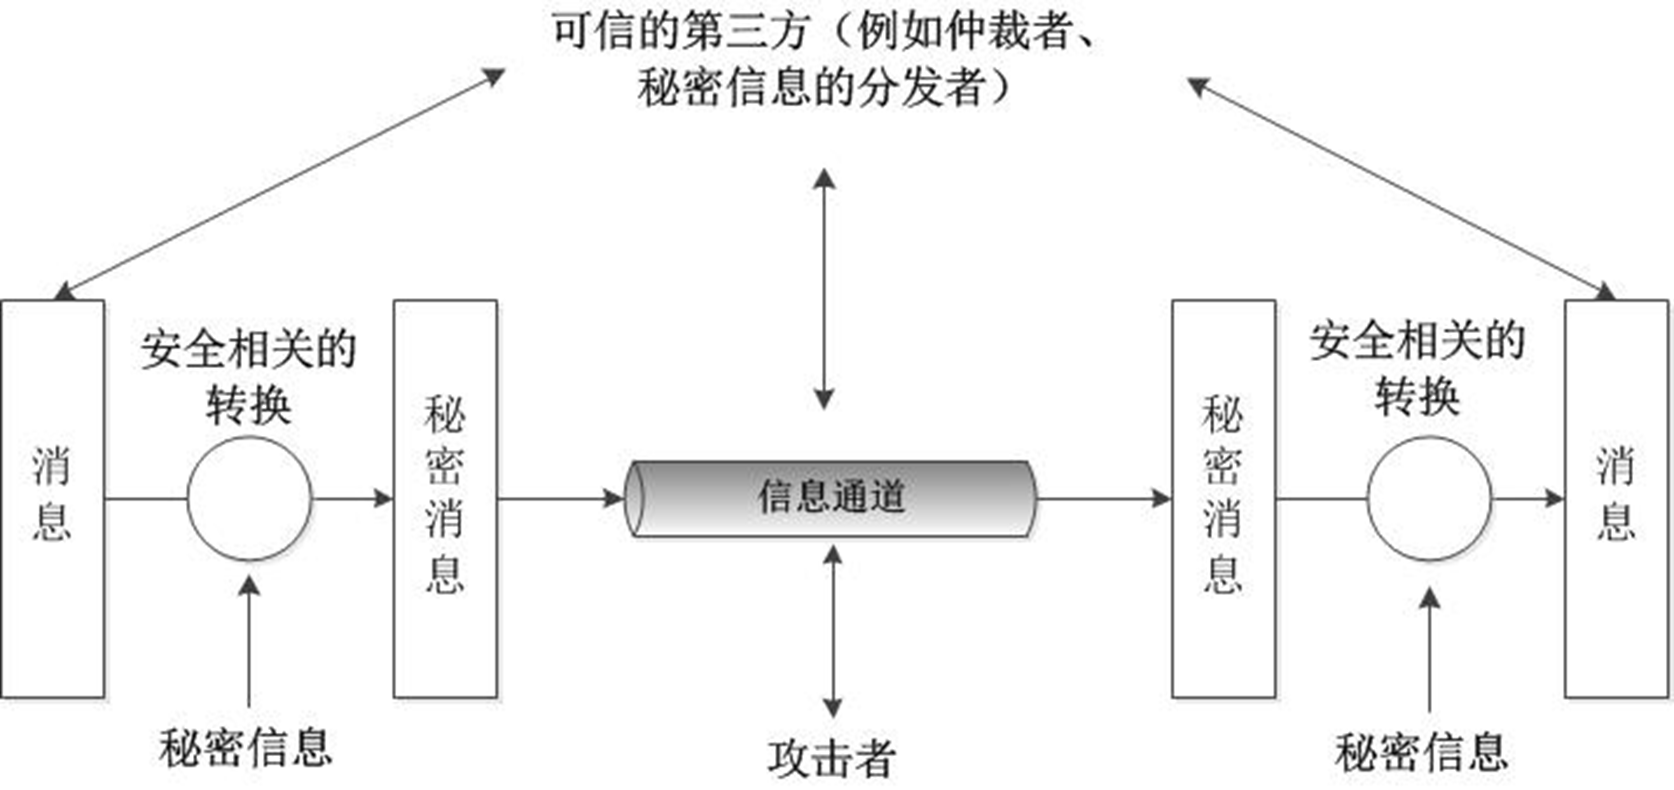 可信的第三方（例如仲裁者、
秘密信息的分发者）
安全相关的
转换
安全相关的
转换
消息
秘密消息
信息通道
秘密消息
消息
秘密信息
攻击者
秘密信息